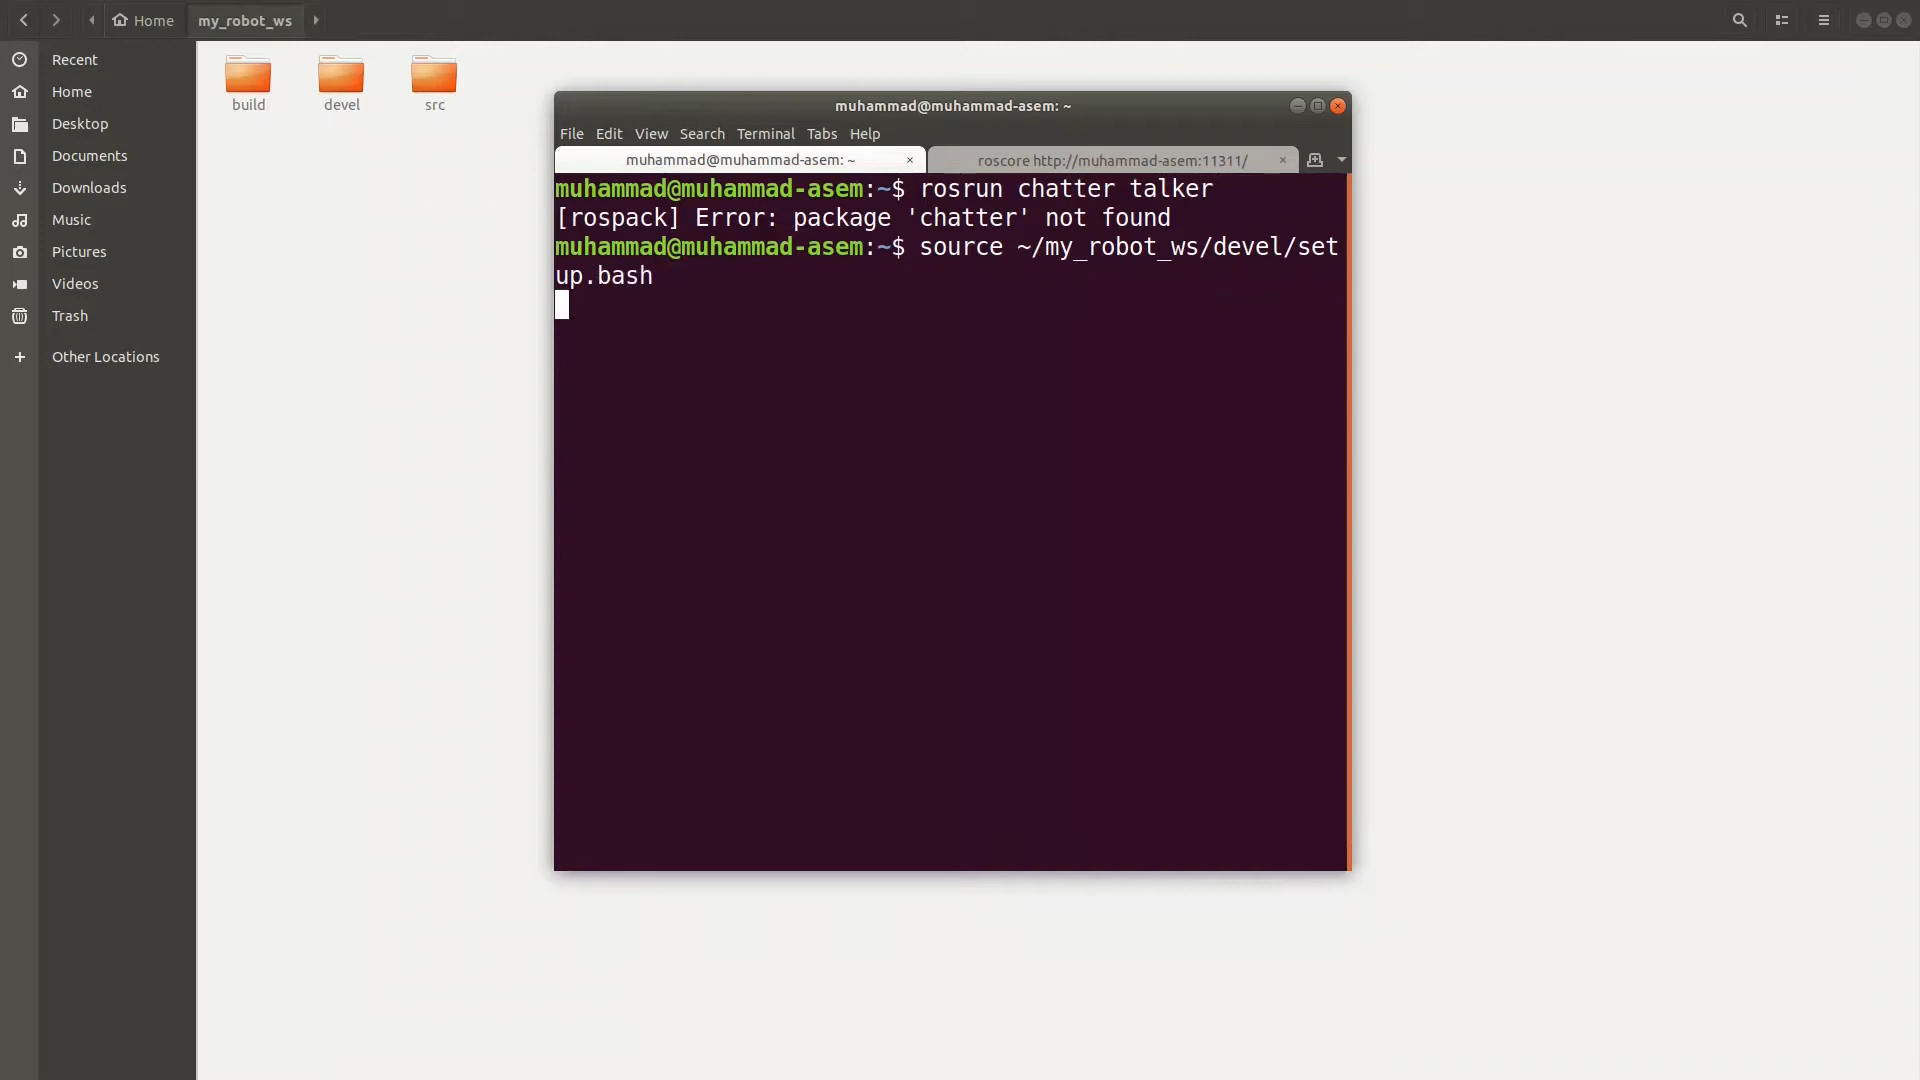 Home my_robot_ws
Recent
Home
Desktop
Documents
Downloads
Music
Pictures
Videos
Trash
Other Locations
build devel src
muhammad@muhammad-asem: ~
File Edit View Search Terminal Tabs Help
muhammad@muhammad-asem: ~ × roscore http://muhammad-asem:11311/ ×
muhammad@muhammad-asem:~$ rosrun chatter talker
[rospack] Error: package 'chatter' not found
muhammad@muhammad-asem:~$ source ~/my_robot_ws/devel/set
up.bash